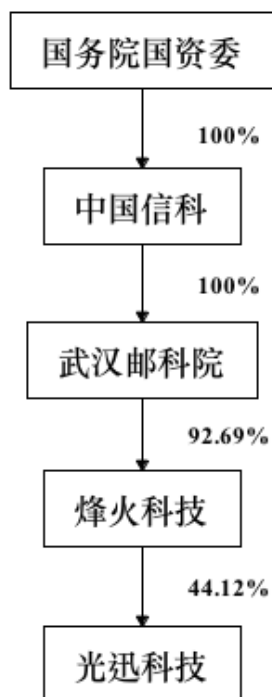 国务院国资委
100%
中国信科
100%
武汉邮科院
92.69%
烽火科技
44.12%
光迅科技